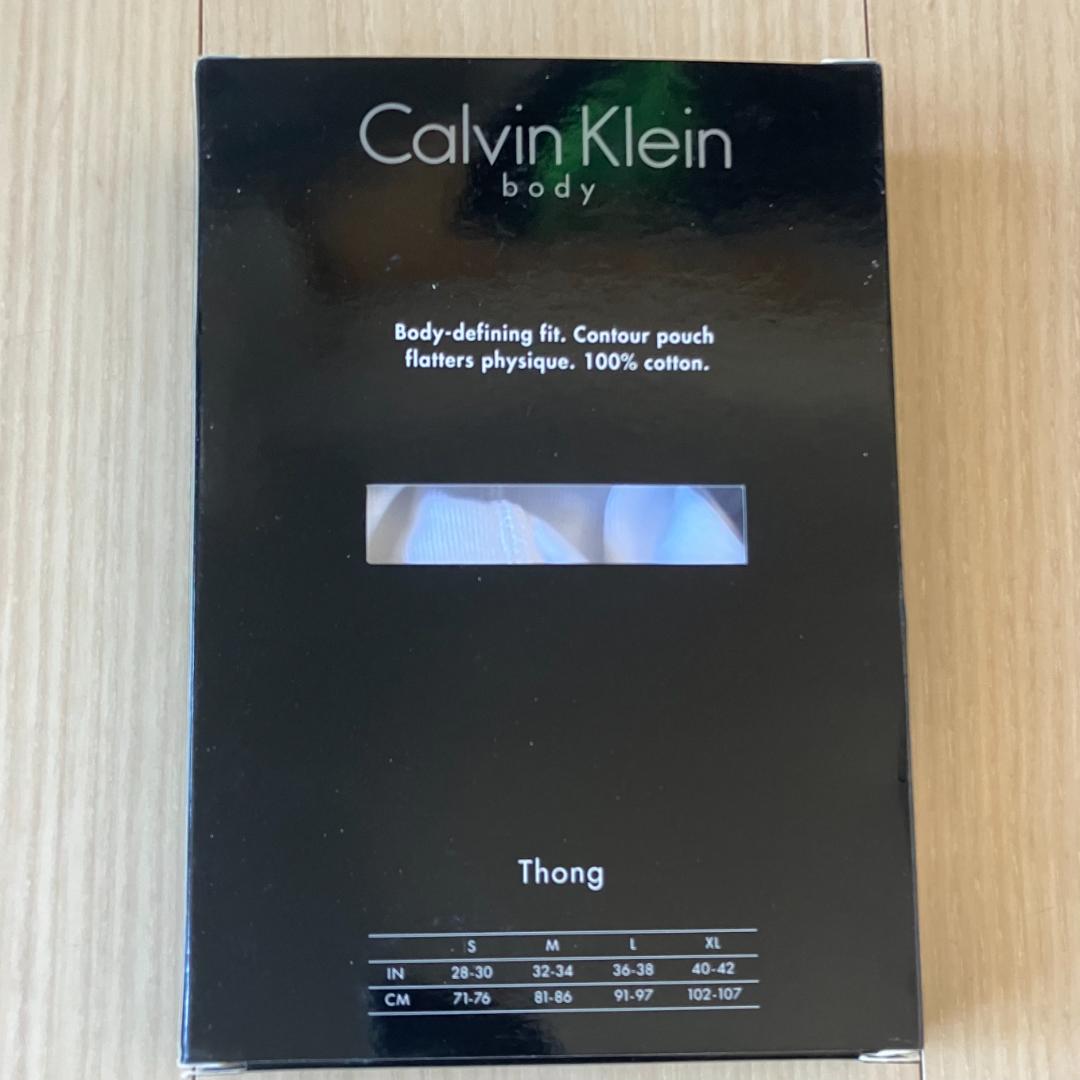 Calvin Klein
body
Body-defining fit. Contour pouch
flatters physique. 100% cotton.
Thong
S M L XL
IN 28-30 32-34 36-38 40-42
CM 71-76 81-86 91-97 102-107